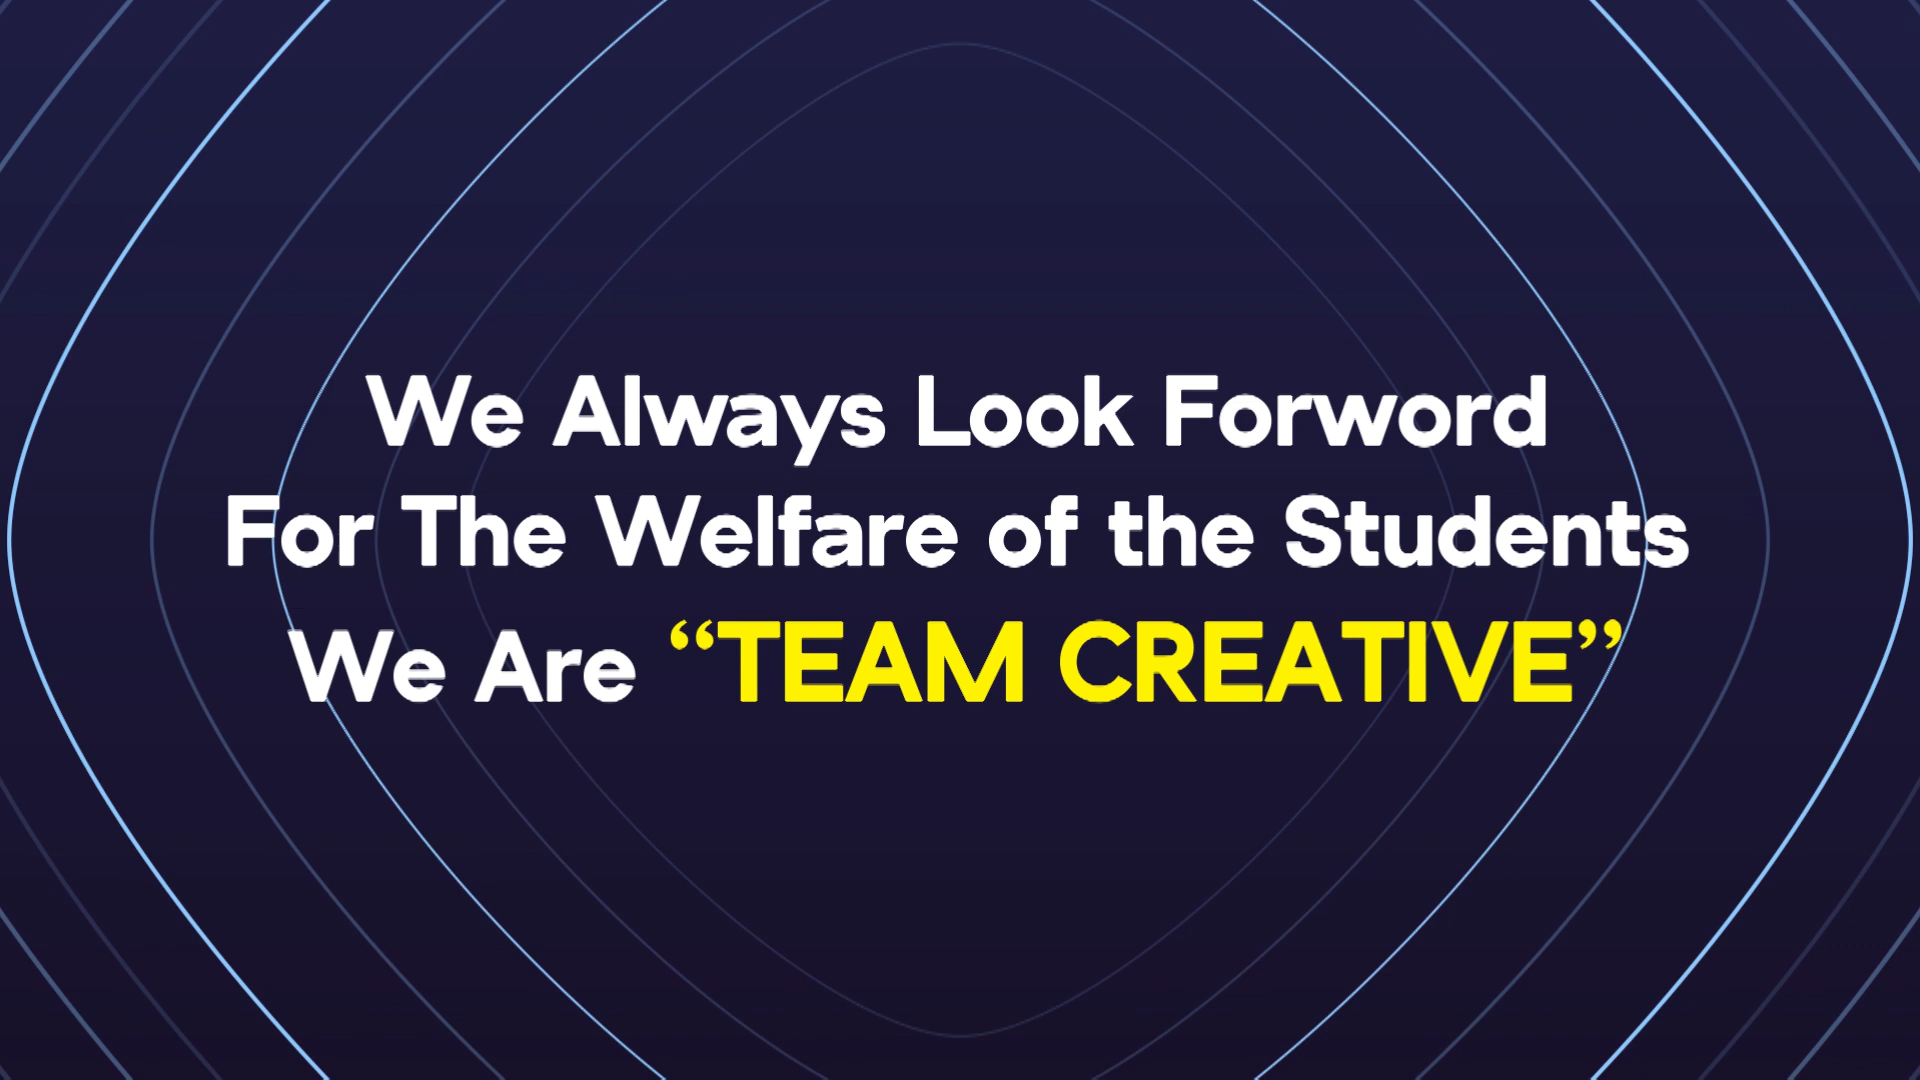 We Always Look Forword
For The Welfare of the Students
We Are “TEAM CREATIVE”